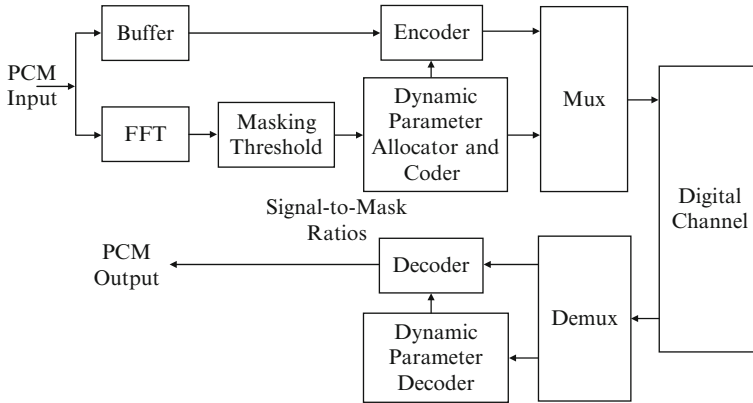 Buffer
Encoder
PCM
Input
Mux
FFT
Masking
Threshold
Dynamic
Parameter
Allocator and
Coder
Digital
Channel
Signal-to-Mask
Ratios
PCM
Output
Decoder
Demux
Dynamic
Parameter
Decoder